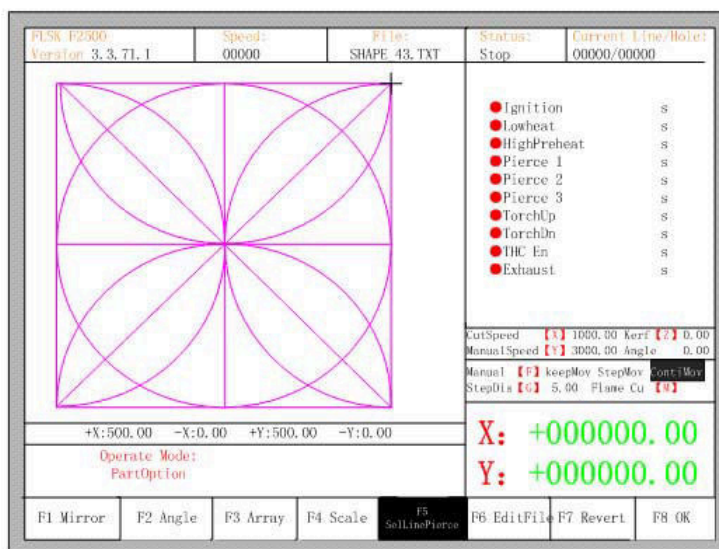 FLSK F2500
Version 3.3.71.1
Speed:
00000
File:
SHAPE 43.TXT
Status:
Stop
Current Line/Hole:
00000/00000
Ignition s
Lowheat s
HighPreheat s
Pierce 1 s
Pierce 2 s
Pierce 3 s
TorchUp s
TorchDn s
THC En s
Exhaust s
CutSpeed 【X】 1000.00 Kerf【Z】0.00
ManualSpeed【Y】 3000.00 Angle 0.00
Manual 【F】 keepMov StepMov ContiMov
StepDis【G】 5.00 Flame Cu 【M】
+X:500.00 -X:0.00 +Y:500.00 -Y:0.00
Operate Mode:
PartOption
X: +000000.00
Y: +000000.00
F1 Mirror
F2 Angle
F3 Array
F4 Scale
F5
SelLinePierce
F6 EditFile
F7 Revert
F8 OK